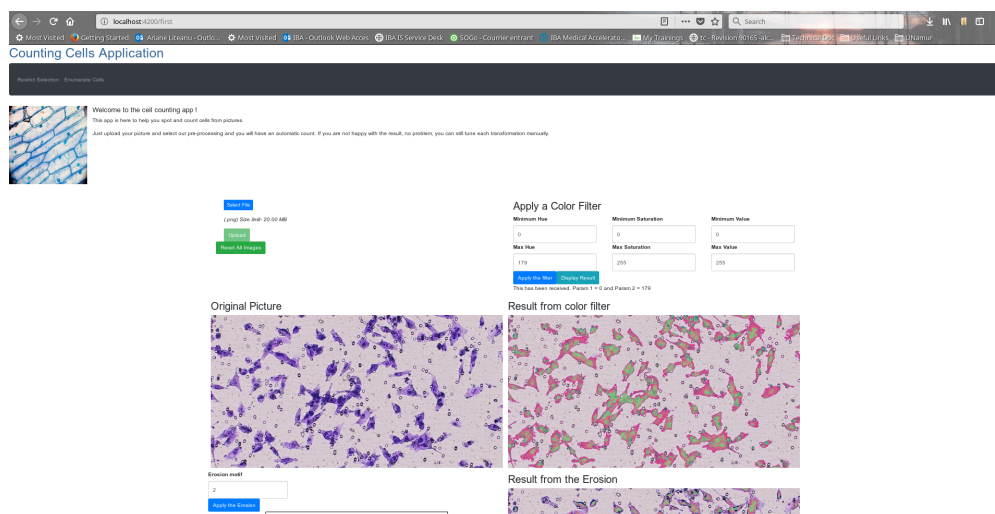 localhost:4200/first
Search
Most Visited Getting Started Ariane Liteanu - Outlo... Most Visited IBA - Outlook Web Acces IBA IS Service Desk SOGo - Courrier entrant IBA Medical Accelerato... My Trainings tc - Revision 90165 -alc... Technical Doc Useful Links UNamur
Counting Cells Application
Restrict Selection Enumerate Cells
Welcome to the cell counting app !
This app is here to help you spot and count cells from pictures.
Just upload your picture and select our pre-processing and you will have an automatic count. If you are not happy with the result, no problem, you can still tune each transformation manually.
Select File
(.png) Size limit- 20.00 MB
Upload
Reset All Images
Apply a Color Filter
Minimum Hue Minimum Saturation Minimum Value
0 0 0
Max Hue Max Saturation Max Value
179 255 255
Apply the filter Display Result
This has been received. Param 1 = 0 and Param 2 = 179
Original Picture Result from color filter
Erosion motif
2
Apply the Erosion
Result from the Erosion